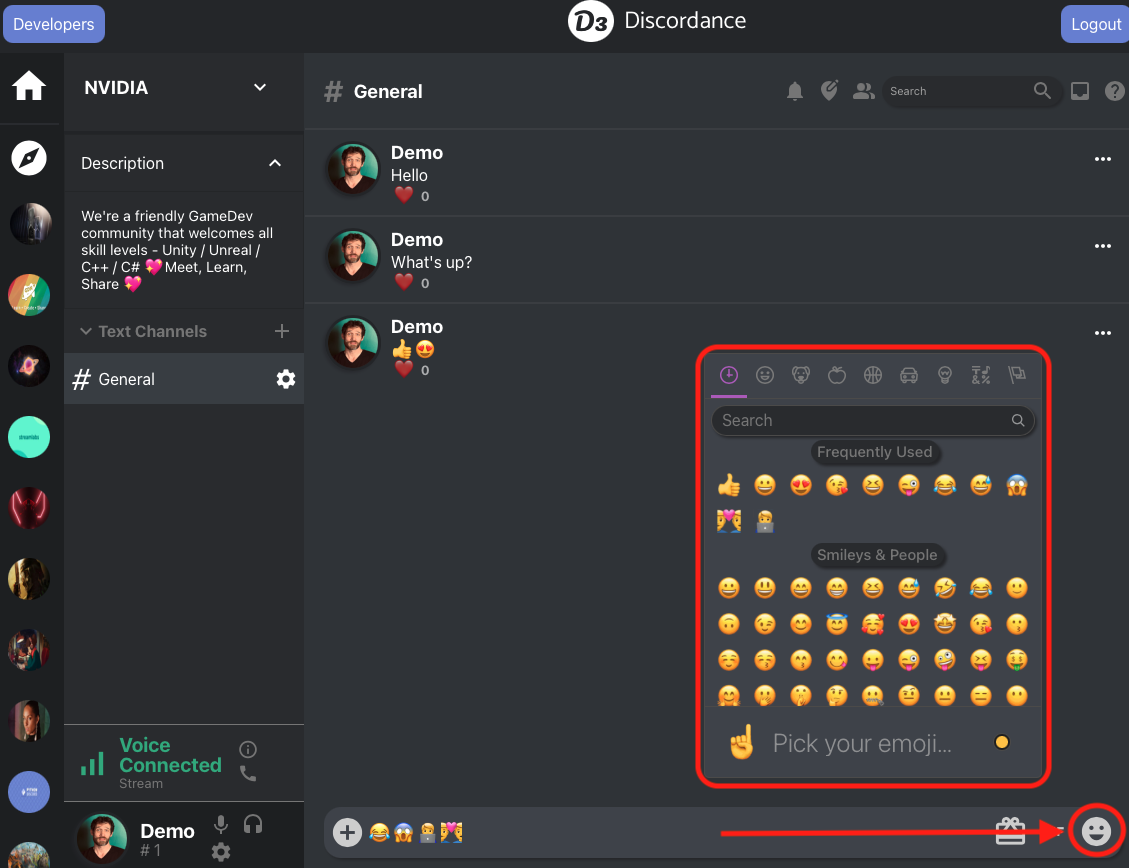 Developers
D3 Discordance
Logout
NVIDIA
# General
Search
Description
We're a friendly GameDev
community that welcomes all
skill levels - Unity / Unreal /
C++ / C# 💖 Meet, Learn,
Share 💖
Text Channels
# General
Demo
Hello
❤️ 0
Demo
What's up?
❤️ 0
Demo
👍😍
❤️ 0
Search
Frequently Used
Smileys & People
Pick your emoji...
Voice
Connected
Stream
Demo
# 1